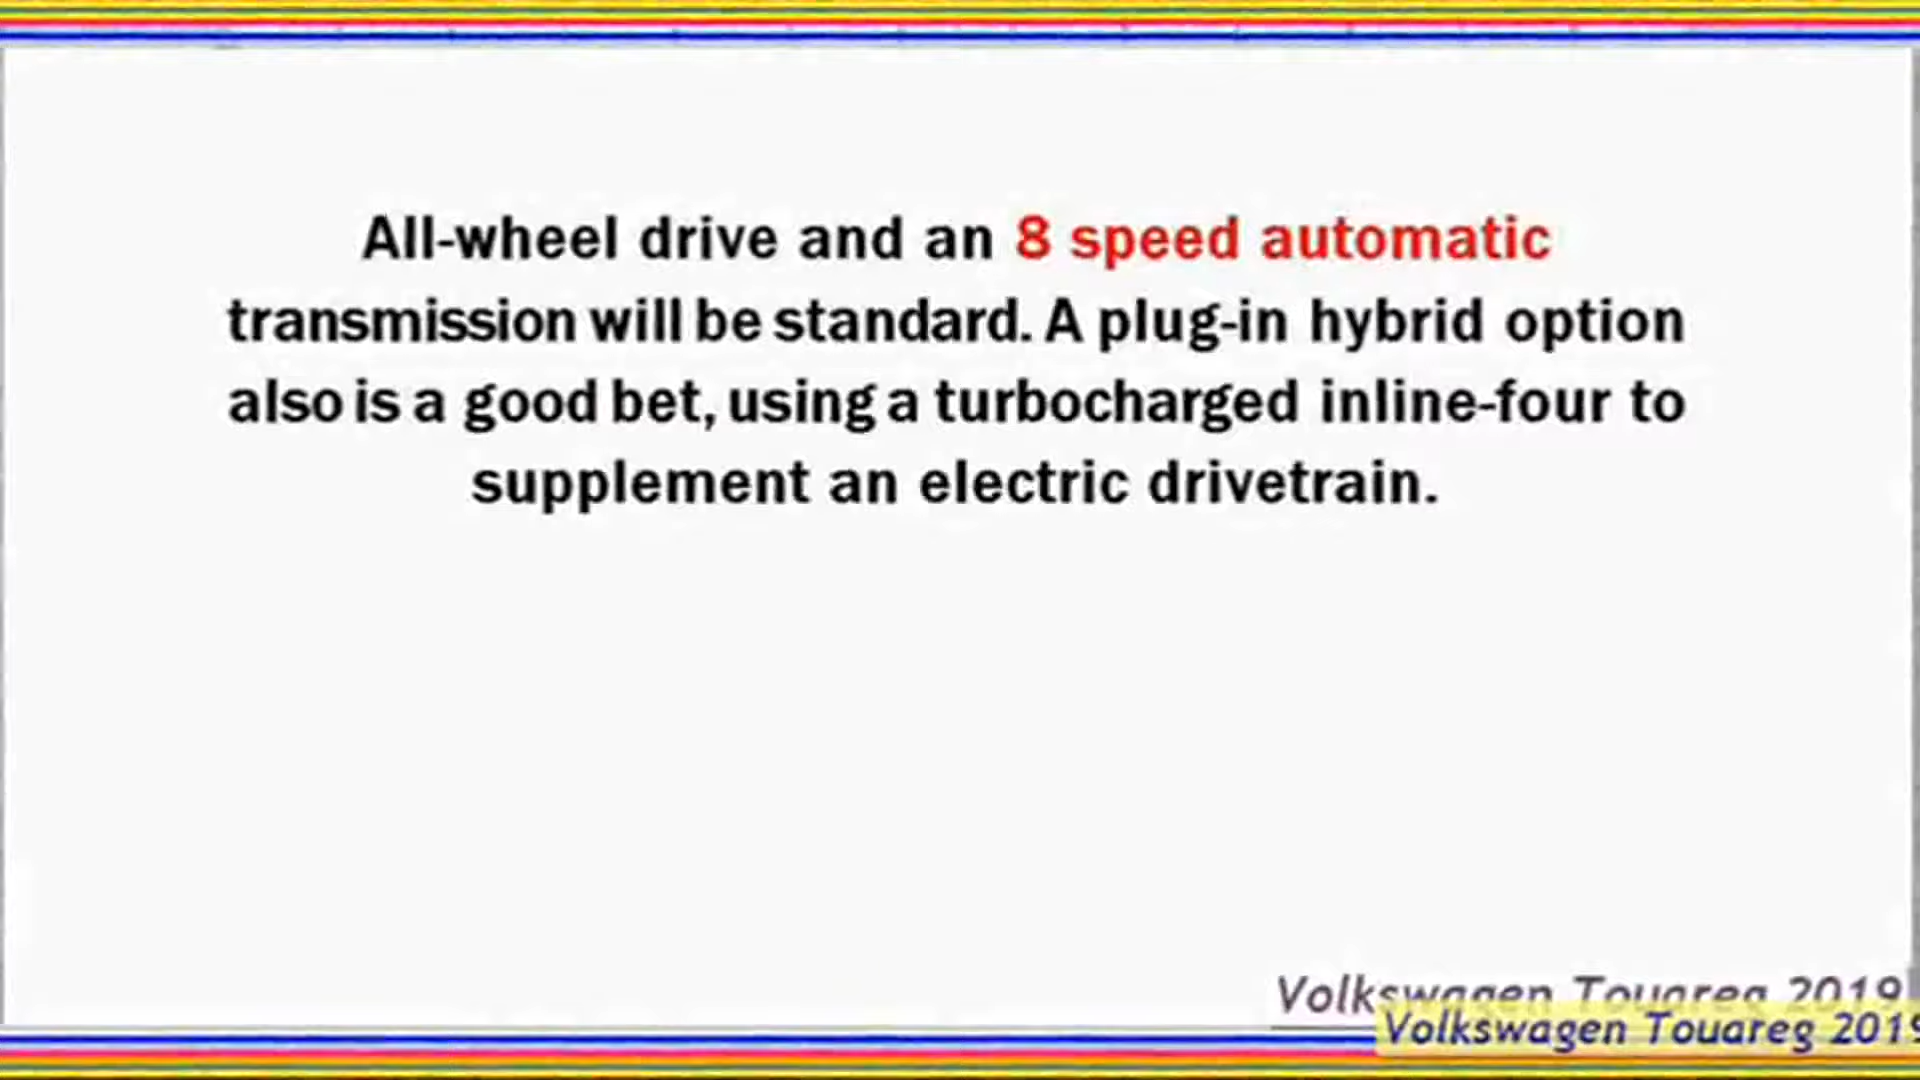 All-wheel drive and an 8 speed automatic
transmission will be standard. A plug-in hybrid option
also is a good bet, using a turbocharged inline-four to
supplement an electric drivetrain.
Volkswagen Touareg 2019
Volkswagen Touareg 2019